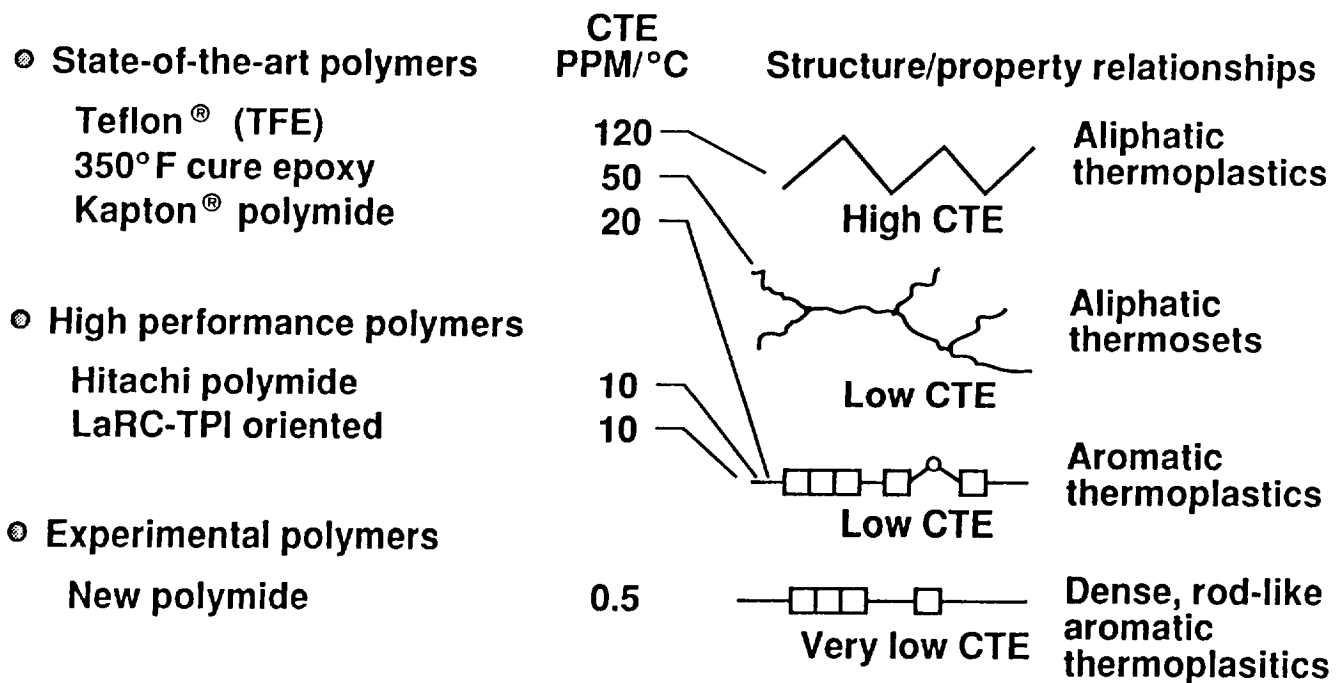 CTE
PPM/°C
State-of-the-art polymers
Structure/property relationships
Teflon® (TFE)
120
350°F cure epoxy
50
Kapton® polymide
20
Aliphatic
thermoplastics
High CTE
Aliphatic
thermosets
Low CTE
High performance polymers
Hitachi polymide
10
LaRC-TPI oriented
10
Aromatic
thermoplastics
Low CTE
Experimental polymers
New polymide
0.5
Dense, rod-like
aromatic
thermoplasitics
Very low CTE